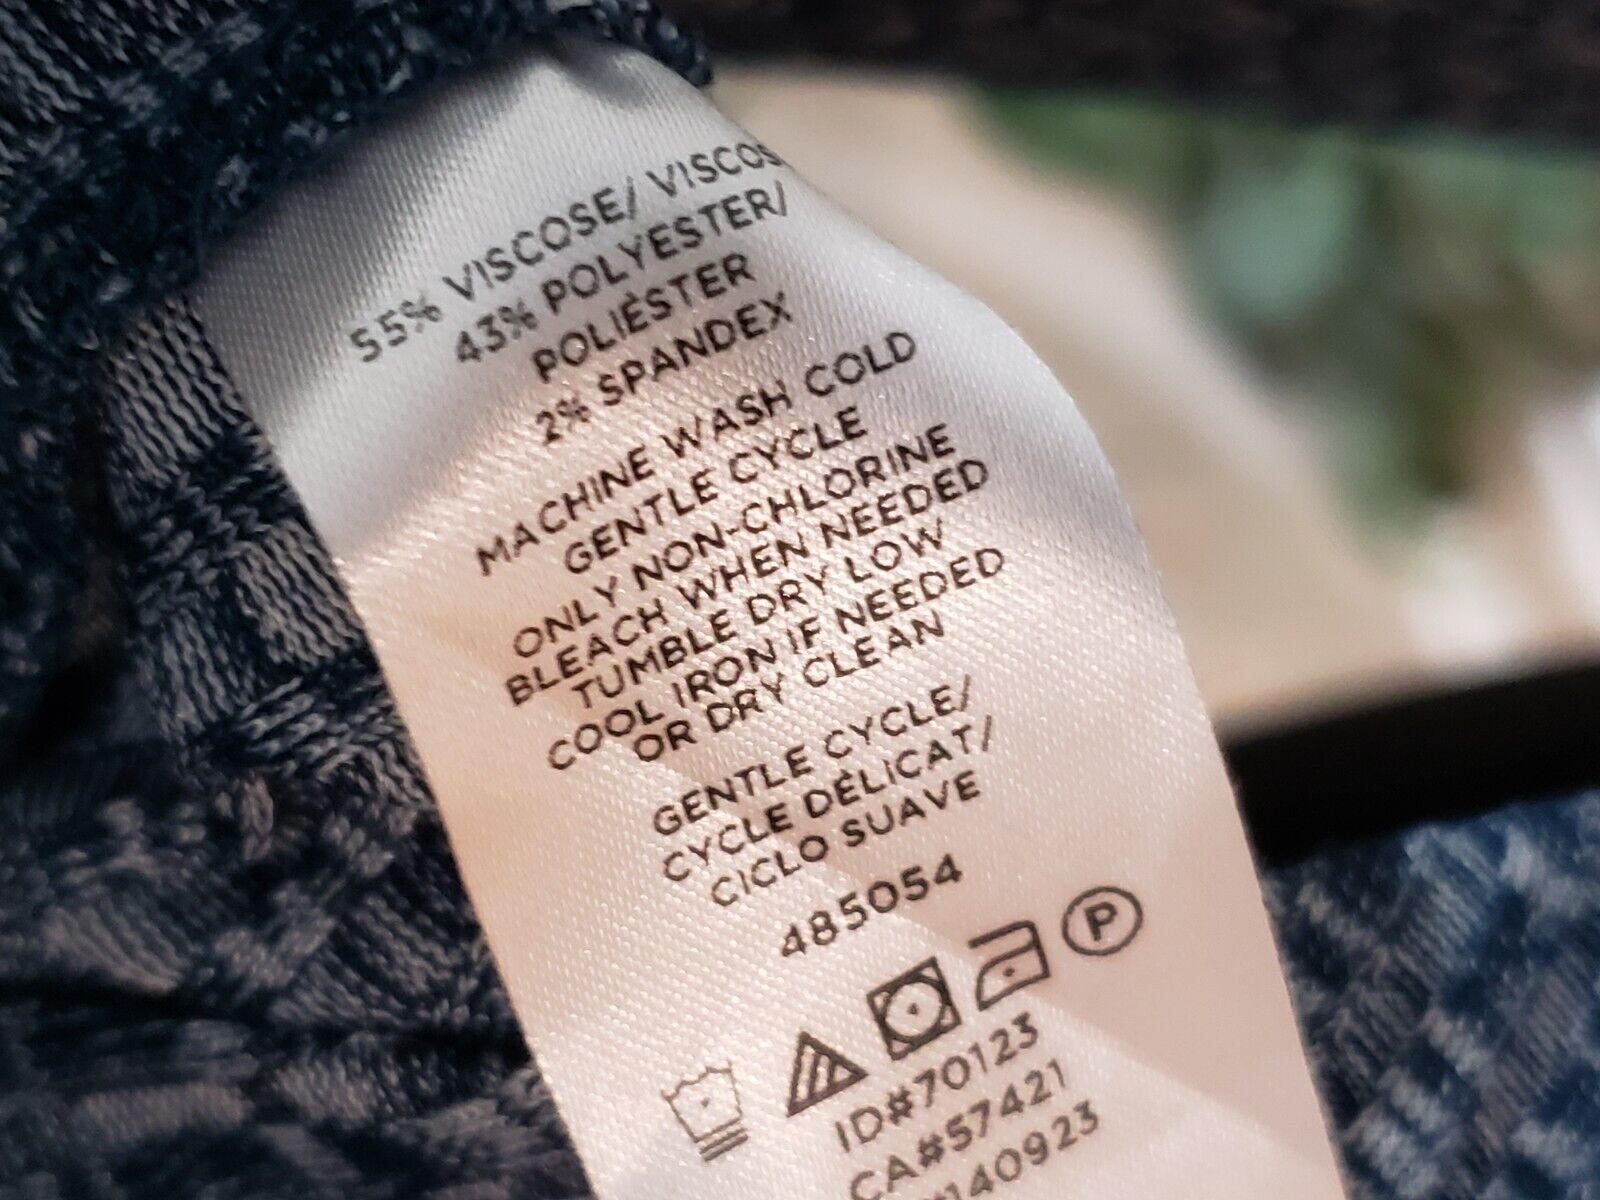 55% VISCOSE/ VISCOS
43% POLYESTER/
POLIÉSTER
2% SPANDEX
MACHINE WASH COLD
GENTLE CYCLE
ONLY NON-CHLORINE
BLEACH WHEN NEEDED
TUMBLE DRY LOW
COOL IRON IF NEEDED
OR DRY CLEAN
GENTLE CYCLE/
CYCLE DÉLICAT/
CICLO SUAVE
485054
P
ID#70123
CA#57421
140923